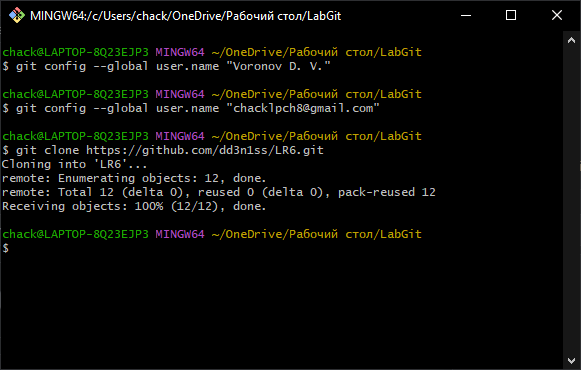 MINGW64:/c/Users/chack/OneDrive/Рабочий стол/LabGit
chack@LAPTOP-8Q23EJP3 MINGW64 ~/OneDrive/Рабочий стол/LabGit
$ git config --global user.name "Voronov D. V."
chack@LAPTOP-8Q23EJP3 MINGW64 ~/OneDrive/Рабочий стол/LabGit
$ git config --global user.name "chacklpch8@gmail.com"
chack@LAPTOP-8Q23EJP3 MINGW64 ~/OneDrive/Рабочий стол/LabGit
$ git clone https://github.com/dd3n1ss/LR6.git
Cloning into 'LR6'...
remote: Enumerating objects: 12, done.
remote: Total 12 (delta 0), reused 0 (delta 0), pack-reused 12
Receiving objects: 100% (12/12), done.
chack@LAPTOP-8Q23EJP3 MINGW64 ~/OneDrive/Рабочий стол/LabGit
$